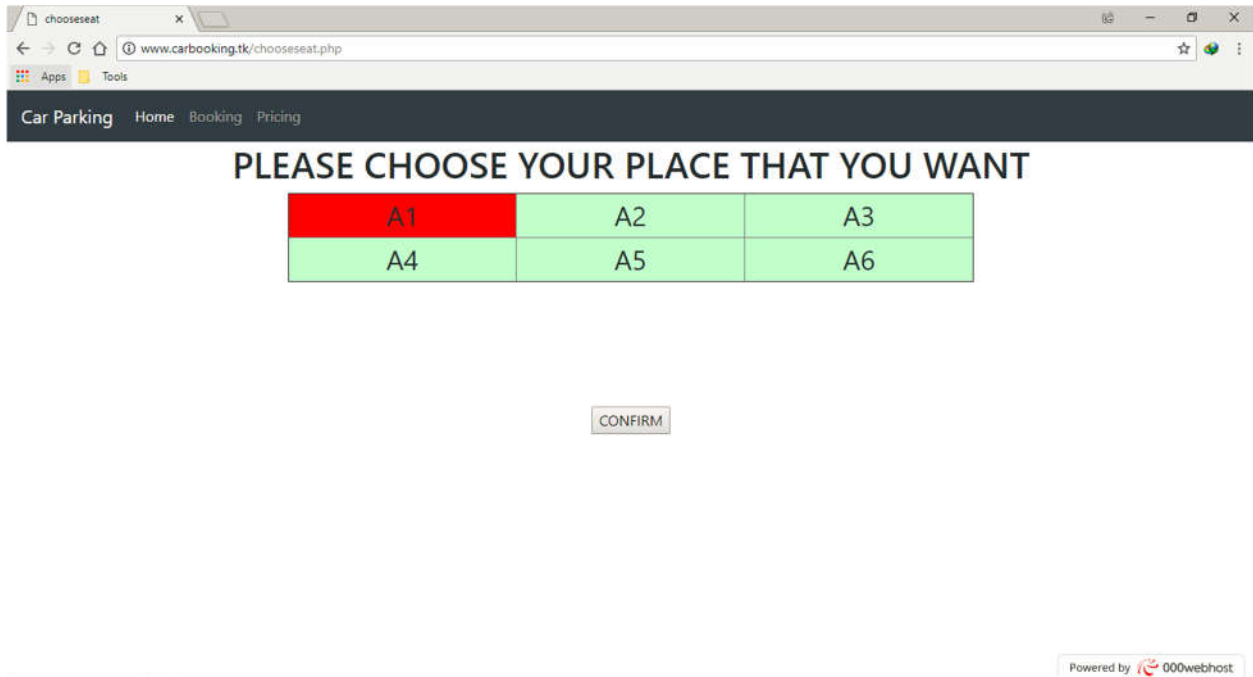 chooseseat
www.carbooking.tk/chooseseat.php
Apps Tools
Car Parking Home Booking Pricing
PLEASE CHOOSE YOUR PLACE THAT YOU WANT
A1 A2 A3
A4 A5 A6
CONFIRM
Powered by 000webhost